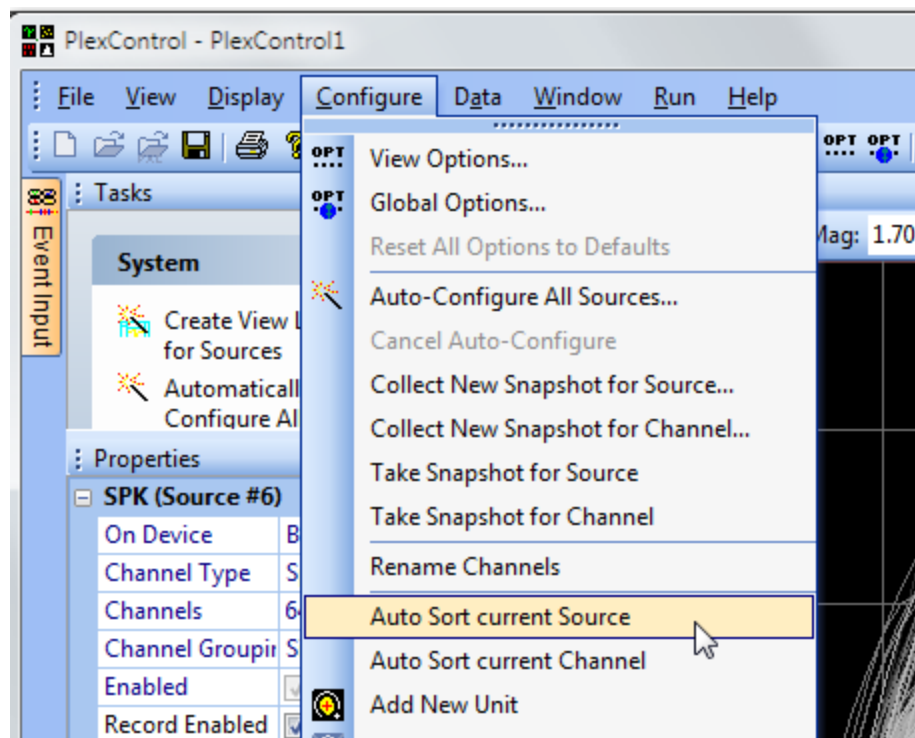 PlexControl - PlexControl1
File View Display Configure Data Window Run Help
OPT OPT
Event Input
Tasks
System
Create View
for Sources
Configure
Properties
SPK (Source #6)
On Device B
Channel Type S
Channels 64
Channel Groupin S
Enabled
Record Enabled
OPT View Options...
OPT Global Options...
Reset All Options to Defaults
Auto-Configure All Sources...
Cancel Auto-Configure
Collect New Snapshot for Source...
Collect New Snapshot for Channel...
Take Snapshot for Source
Take Snapshot for Channel
Rename Channels
Auto Sort current Source
Auto Sort current Channel
Add New Unit
Mag: 1.70